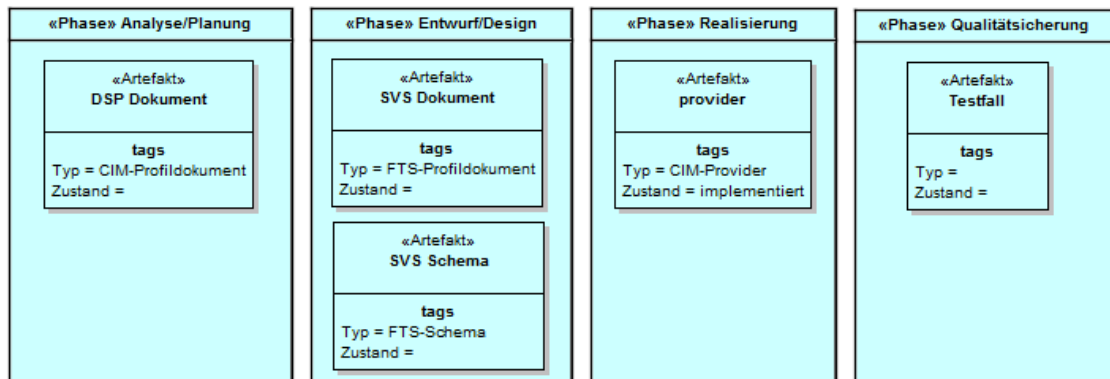 «Phase» Analyse/Planung
«Artefakt»
DSP Dokument
tags
Typ = CIM-Profildokument
Zustand =
«Phase» Entwurf/Design
«Artefakt»
SVS Dokument
tags
Typ = FTS-Profildokument
Zustand =
«Artefakt»
SVS Schema
tags
Typ = FTS-Schema
Zustand =
«Phase» Realisierung
«Artefakt»
provider
tags
Typ = CIM-Provider
Zustand = implementiert
«Phase» Qualitätsicherung
«Artefakt»
Testfall
tags
Typ =
Zustand =